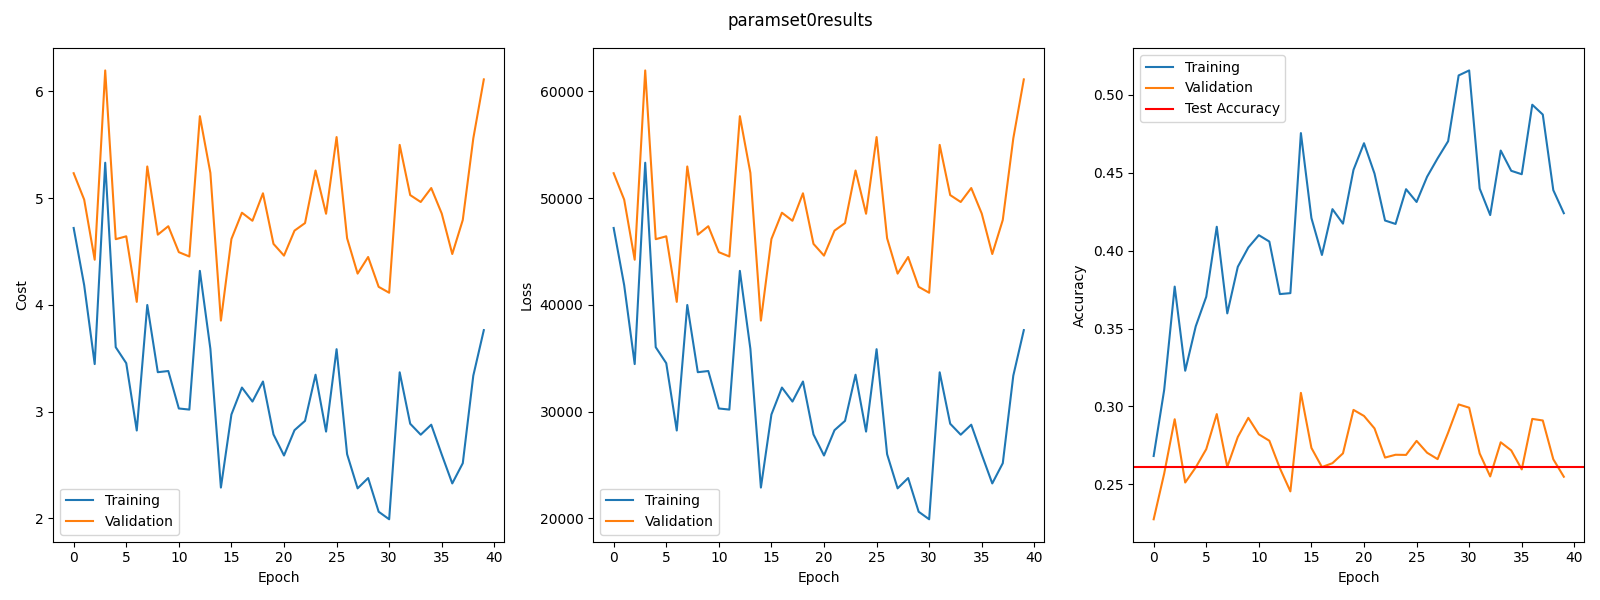 paramset0results
6
5
4
3
2
Cost
0 5 10 15 20 25 30 35 40
Epoch
Training
Validation
60000
50000
40000
30000
20000
Loss
0 5 10 15 20 25 30 35 40
Epoch
Training
Validation
0.50
0.45
0.40
0.35
0.30
0.25
Accuracy
0 5 10 15 20 25 30 35 40
Epoch
Training
Validation
Test Accuracy